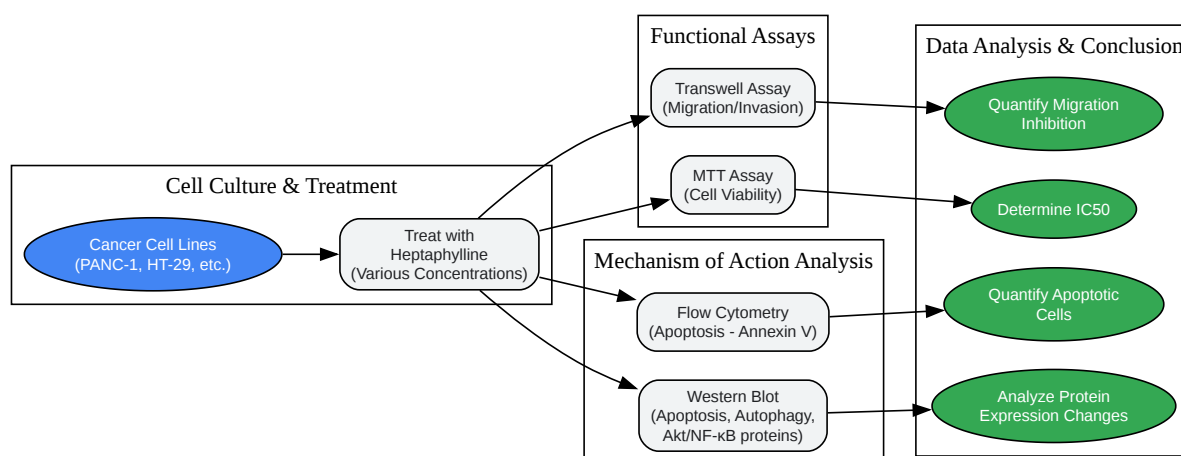 Cell Culture & Treatment
Cancer Cell Lines
(PANC-1, HT-29, etc.)
Treat with
Heptaphylline
(Various Concentrations)
Functional Assays
Transwell Assay
(Migration/Invasion)
MTT Assay
(Cell Viability)
Mechanism of Action Analysis
Flow Cytometry
(Apoptosis - Annexin V)
Western Blot
(Apoptosis, Autophagy,
Akt/NF-κB proteins)
Data Analysis & Conclusion
Quantify Migration
Inhibition
Determine IC50
Quantify Apoptotic
Cells
Analyze Protein
Expression Changes